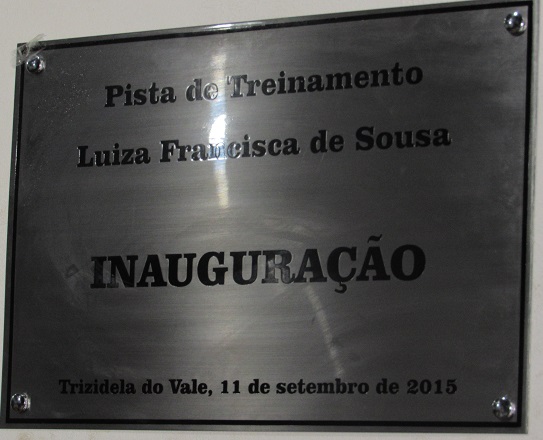 Pista de Treinamento
Luiza Francisca de Sousa
INAUGURAÇÃO
Trizidela do Vale, 11 de setembro de 2015